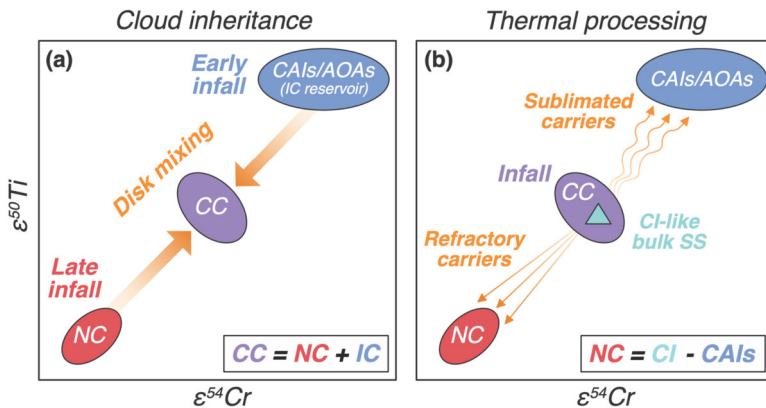 Cloud inheritance
(a)
Early
infall
CAIs/AOAs
(IC reservoir)
Disk mixing
CC
Late
infall
NC
CC = NC + IC
ε⁵⁰Ti
ε⁵⁴Cr
Thermal processing
(b)
CAIs/AOAs
Sublimated
carriers
Infall
CC
CI-like
bulk SS
Refractory
carriers
NC
NC = CI - CAIs
ε⁵⁴Cr